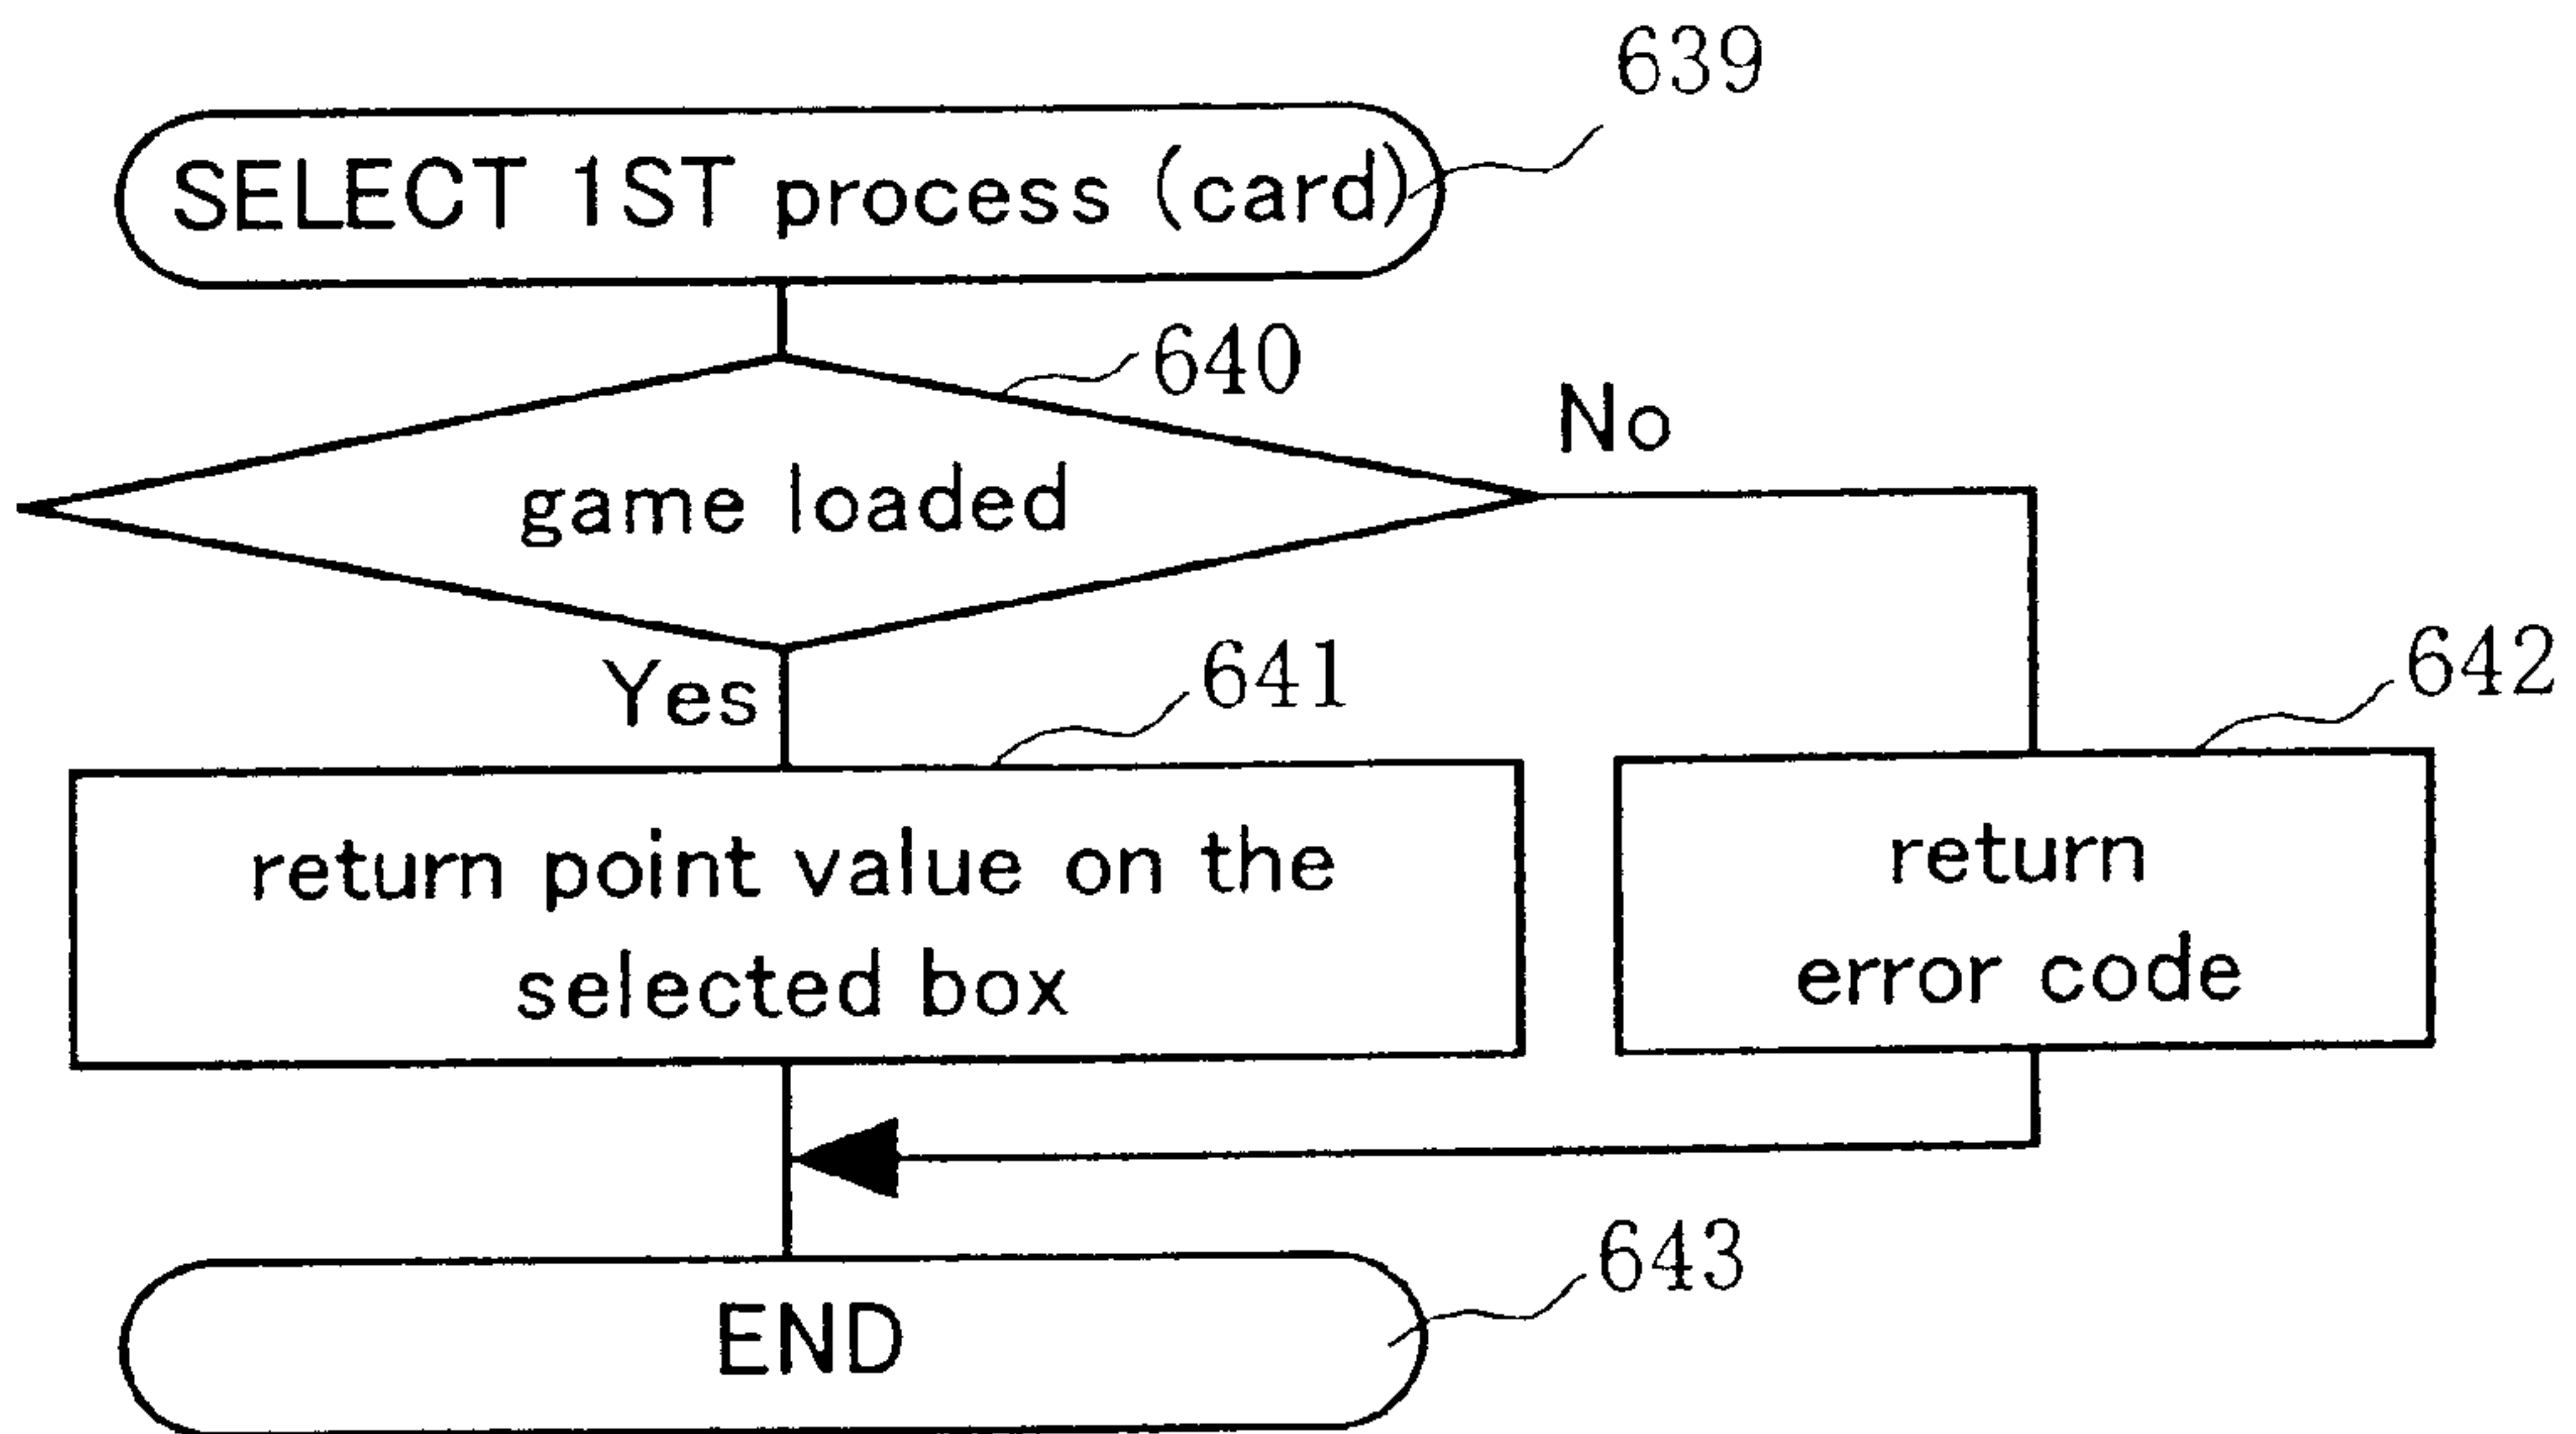 639
SELECT 1ST process (card)
640
No
game loaded
Yes
641
642
return point value on the
selected box
return
error code
643
END